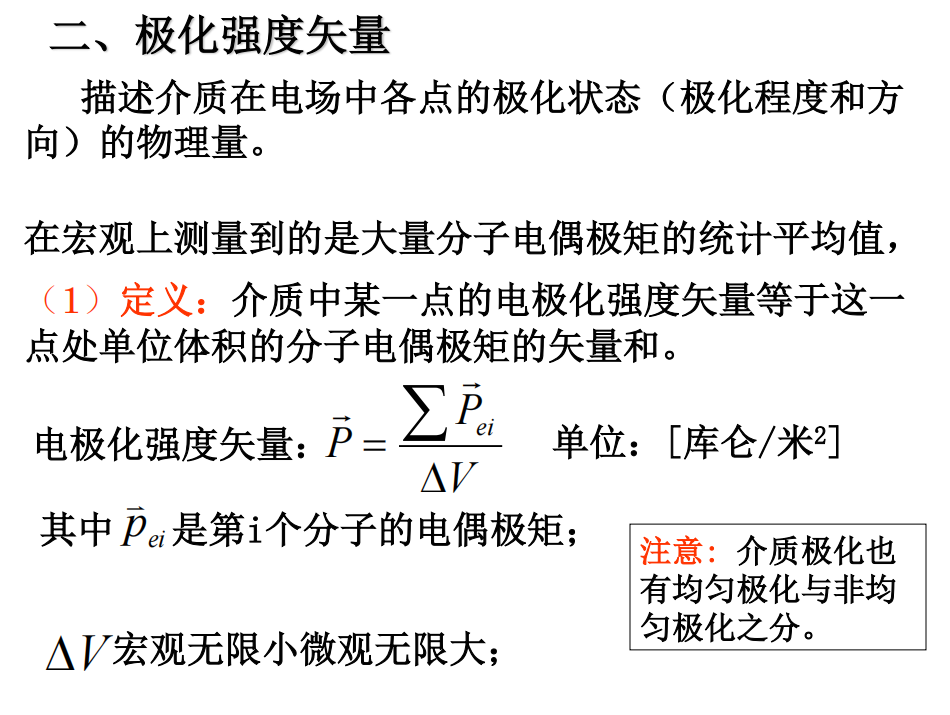 二、极化强度矢量
描述介质在电场中各点的极化状态（极化程度和方
向）的物理量。
在宏观上测量到的是大量分子电偶极矩的统计平均值，
（1）定义：介质中某一点的电极化强度矢量等于这一
点处单位体积的分子电偶极矩的矢量和。
电极化强度矢量：$\vec{P} = \frac{\sum \vec{P}_{ei}}{\Delta V}$ 单位：[库仑/米²]
其中 $\vec{p}_{ei}$ 是第i个分子的电偶极矩；
注意: 介质极化也
有均匀极化与非均
匀极化之分。
ΔV宏观无限小微观无限大；